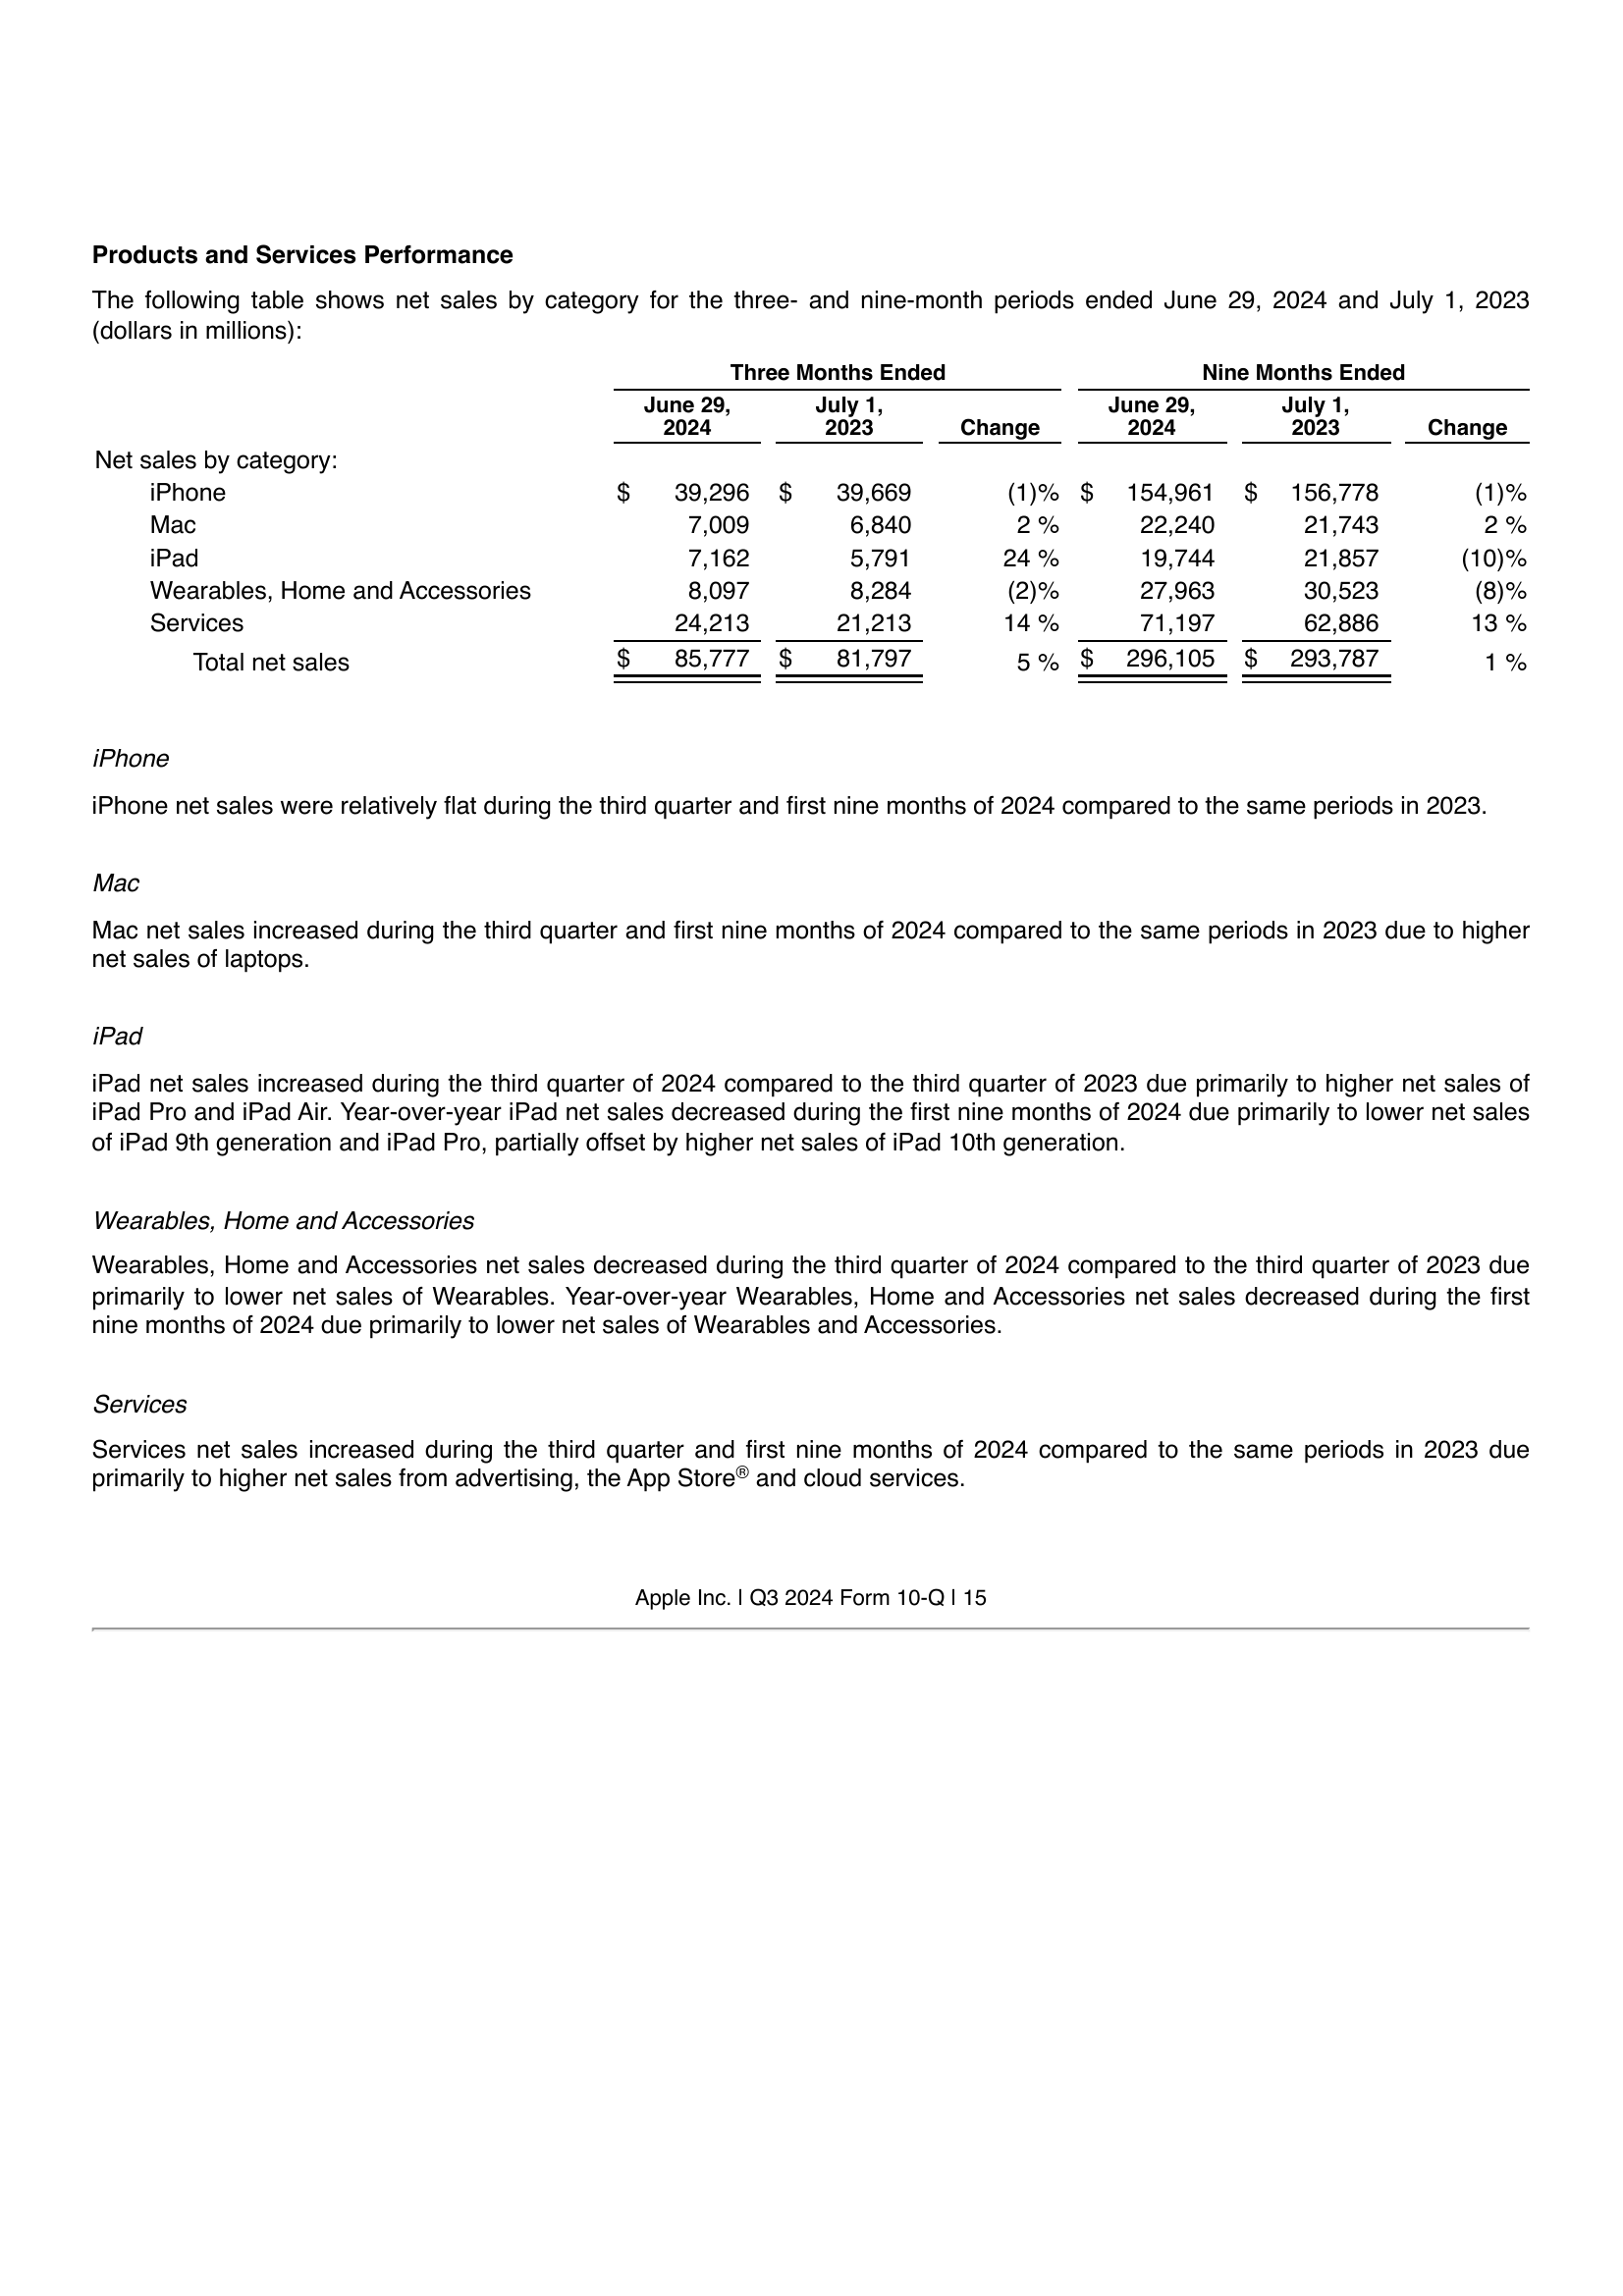 Products and Services Performance
The following table shows net sales by category for the three- and nine-month periods ended June 29, 2024 and July 1, 2023
(dollars in millions):
Three Months Ended Nine Months Ended
June 29, 2024 July 1, 2023 Change June 29, 2024 July 1, 2023 Change
Net sales by category:
iPhone $ 39,296 $ 39,669 (1)% $ 154,961 $ 156,778 (1)%
Mac 7,009 6,840 2 % 22,240 21,743 2 %
iPad 7,162 5,791 24 % 19,744 21,857 (10)%
Wearables, Home and Accessories 8,097 8,284 (2)% 27,963 30,523 (8)%
Services 24,213 21,213 14 % 71,197 62,886 13 %
Total net sales $ 85,777 $ 81,797 5 % $ 296,105 $ 293,787 1 %
iPhone
iPhone net sales were relatively flat during the third quarter and first nine months of 2024 compared to the same periods in 2023.
Mac
Mac net sales increased during the third quarter and first nine months of 2024 compared to the same periods in 2023 due to higher
net sales of laptops.
iPad
iPad net sales increased during the third quarter of 2024 compared to the third quarter of 2023 due primarily to higher net sales of
iPad Pro and iPad Air. Year-over-year iPad net sales decreased during the first nine months of 2024 due primarily to lower net sales
of iPad 9th generation and iPad Pro, partially offset by higher net sales of iPad 10th generation.
Wearables, Home and Accessories
Wearables, Home and Accessories net sales decreased during the third quarter of 2024 compared to the third quarter of 2023 due
primarily to lower net sales of Wearables. Year-over-year Wearables, Home and Accessories net sales decreased during the first
nine months of 2024 due primarily to lower net sales of Wearables and Accessories.
Services
Services net sales increased during the third quarter and first nine months of 2024 compared to the same periods in 2023 due
primarily to higher net sales from advertising, the App Store® and cloud services.
Apple Inc. | Q3 2024 Form 10-Q | 15